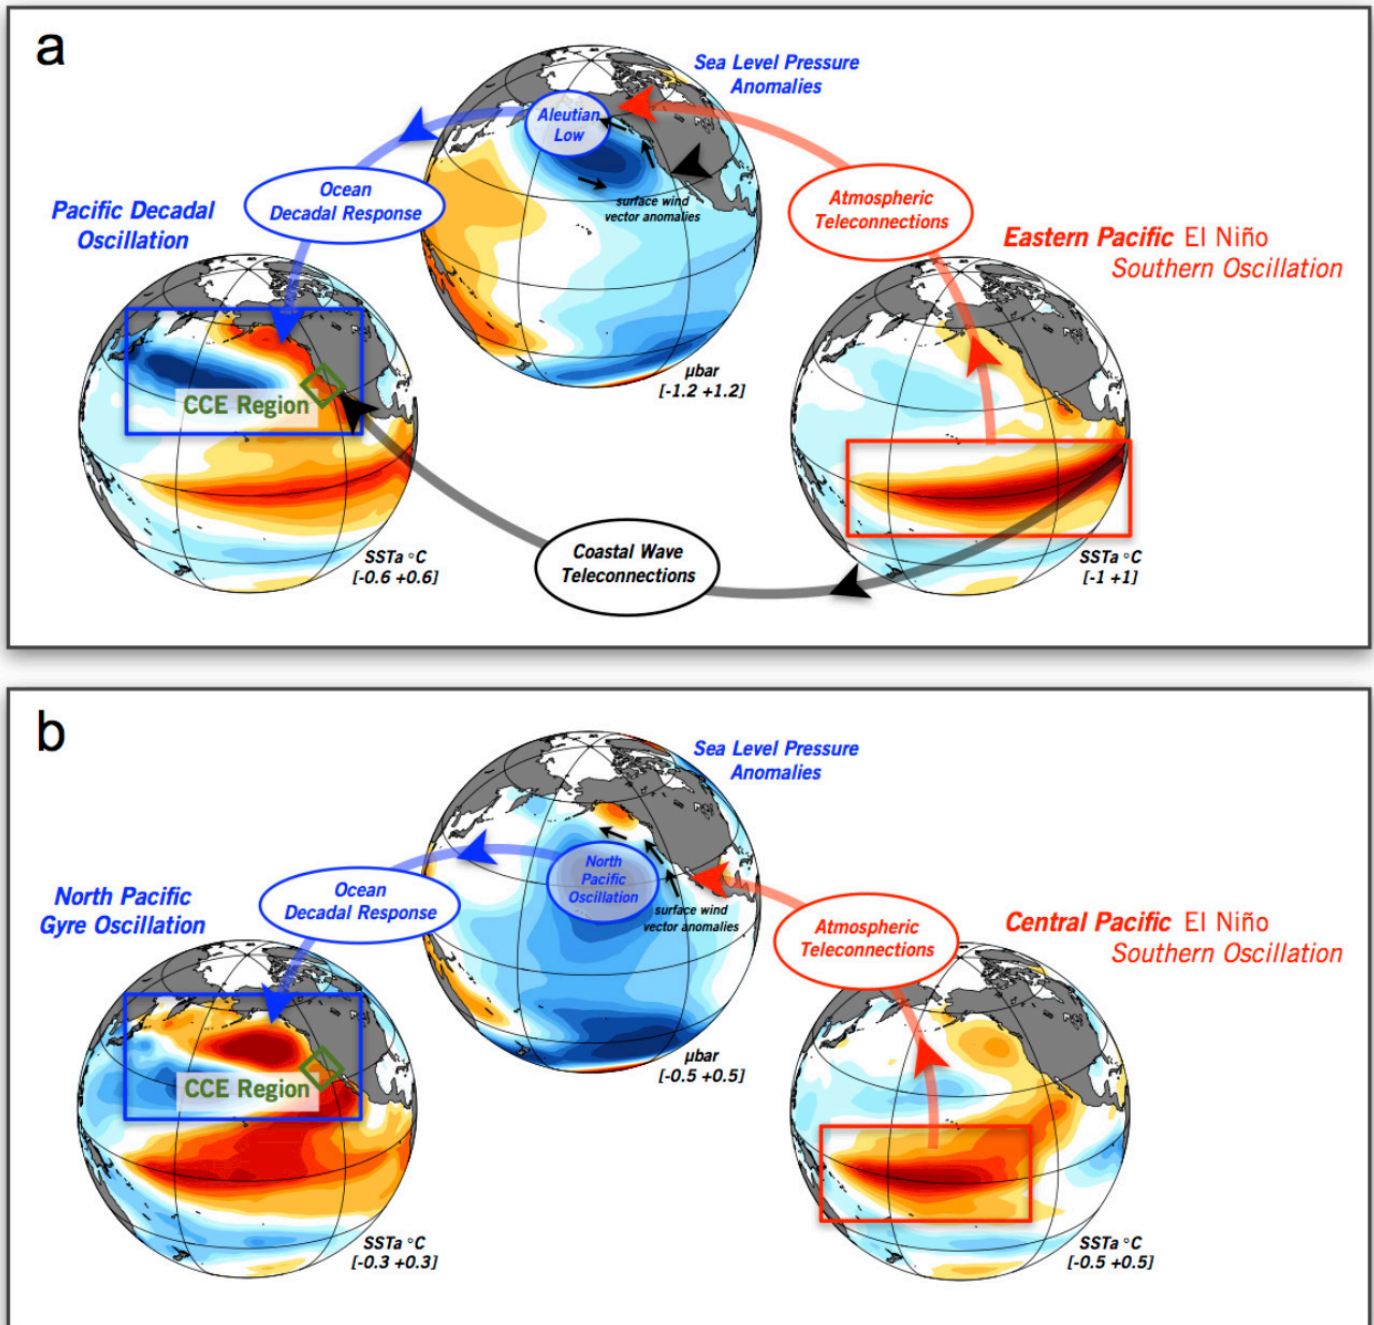 a
Sea Level Pressure
Anomalies
Aleutian
Low
Ocean
Decadal Response
Atmospheric
Teleconnections
surface wind
vector anomalies
Pacific Decadal
Oscillation
Eastern Pacific El Niño
Southern Oscillation
µbar
[-1.2 +1.2]
CCE Region
SSTa °C
[-0.6 +0.6]
Coastal Wave
Teleconnections
SSTa °C
[-1 +1]
b
Sea Level Pressure
Anomalies
North
Pacific
Oscillation
Ocean
Decadal Response
surface wind
vector anomalies
Atmospheric
Teleconnections
North Pacific
Gyre Oscillation
Central Pacific El Niño
Southern Oscillation
µbar
[-0.5 +0.5]
CCE Region
SSTa °C
[-0.3 +0.3]
SSTa °C
[-0.5 +0.5]